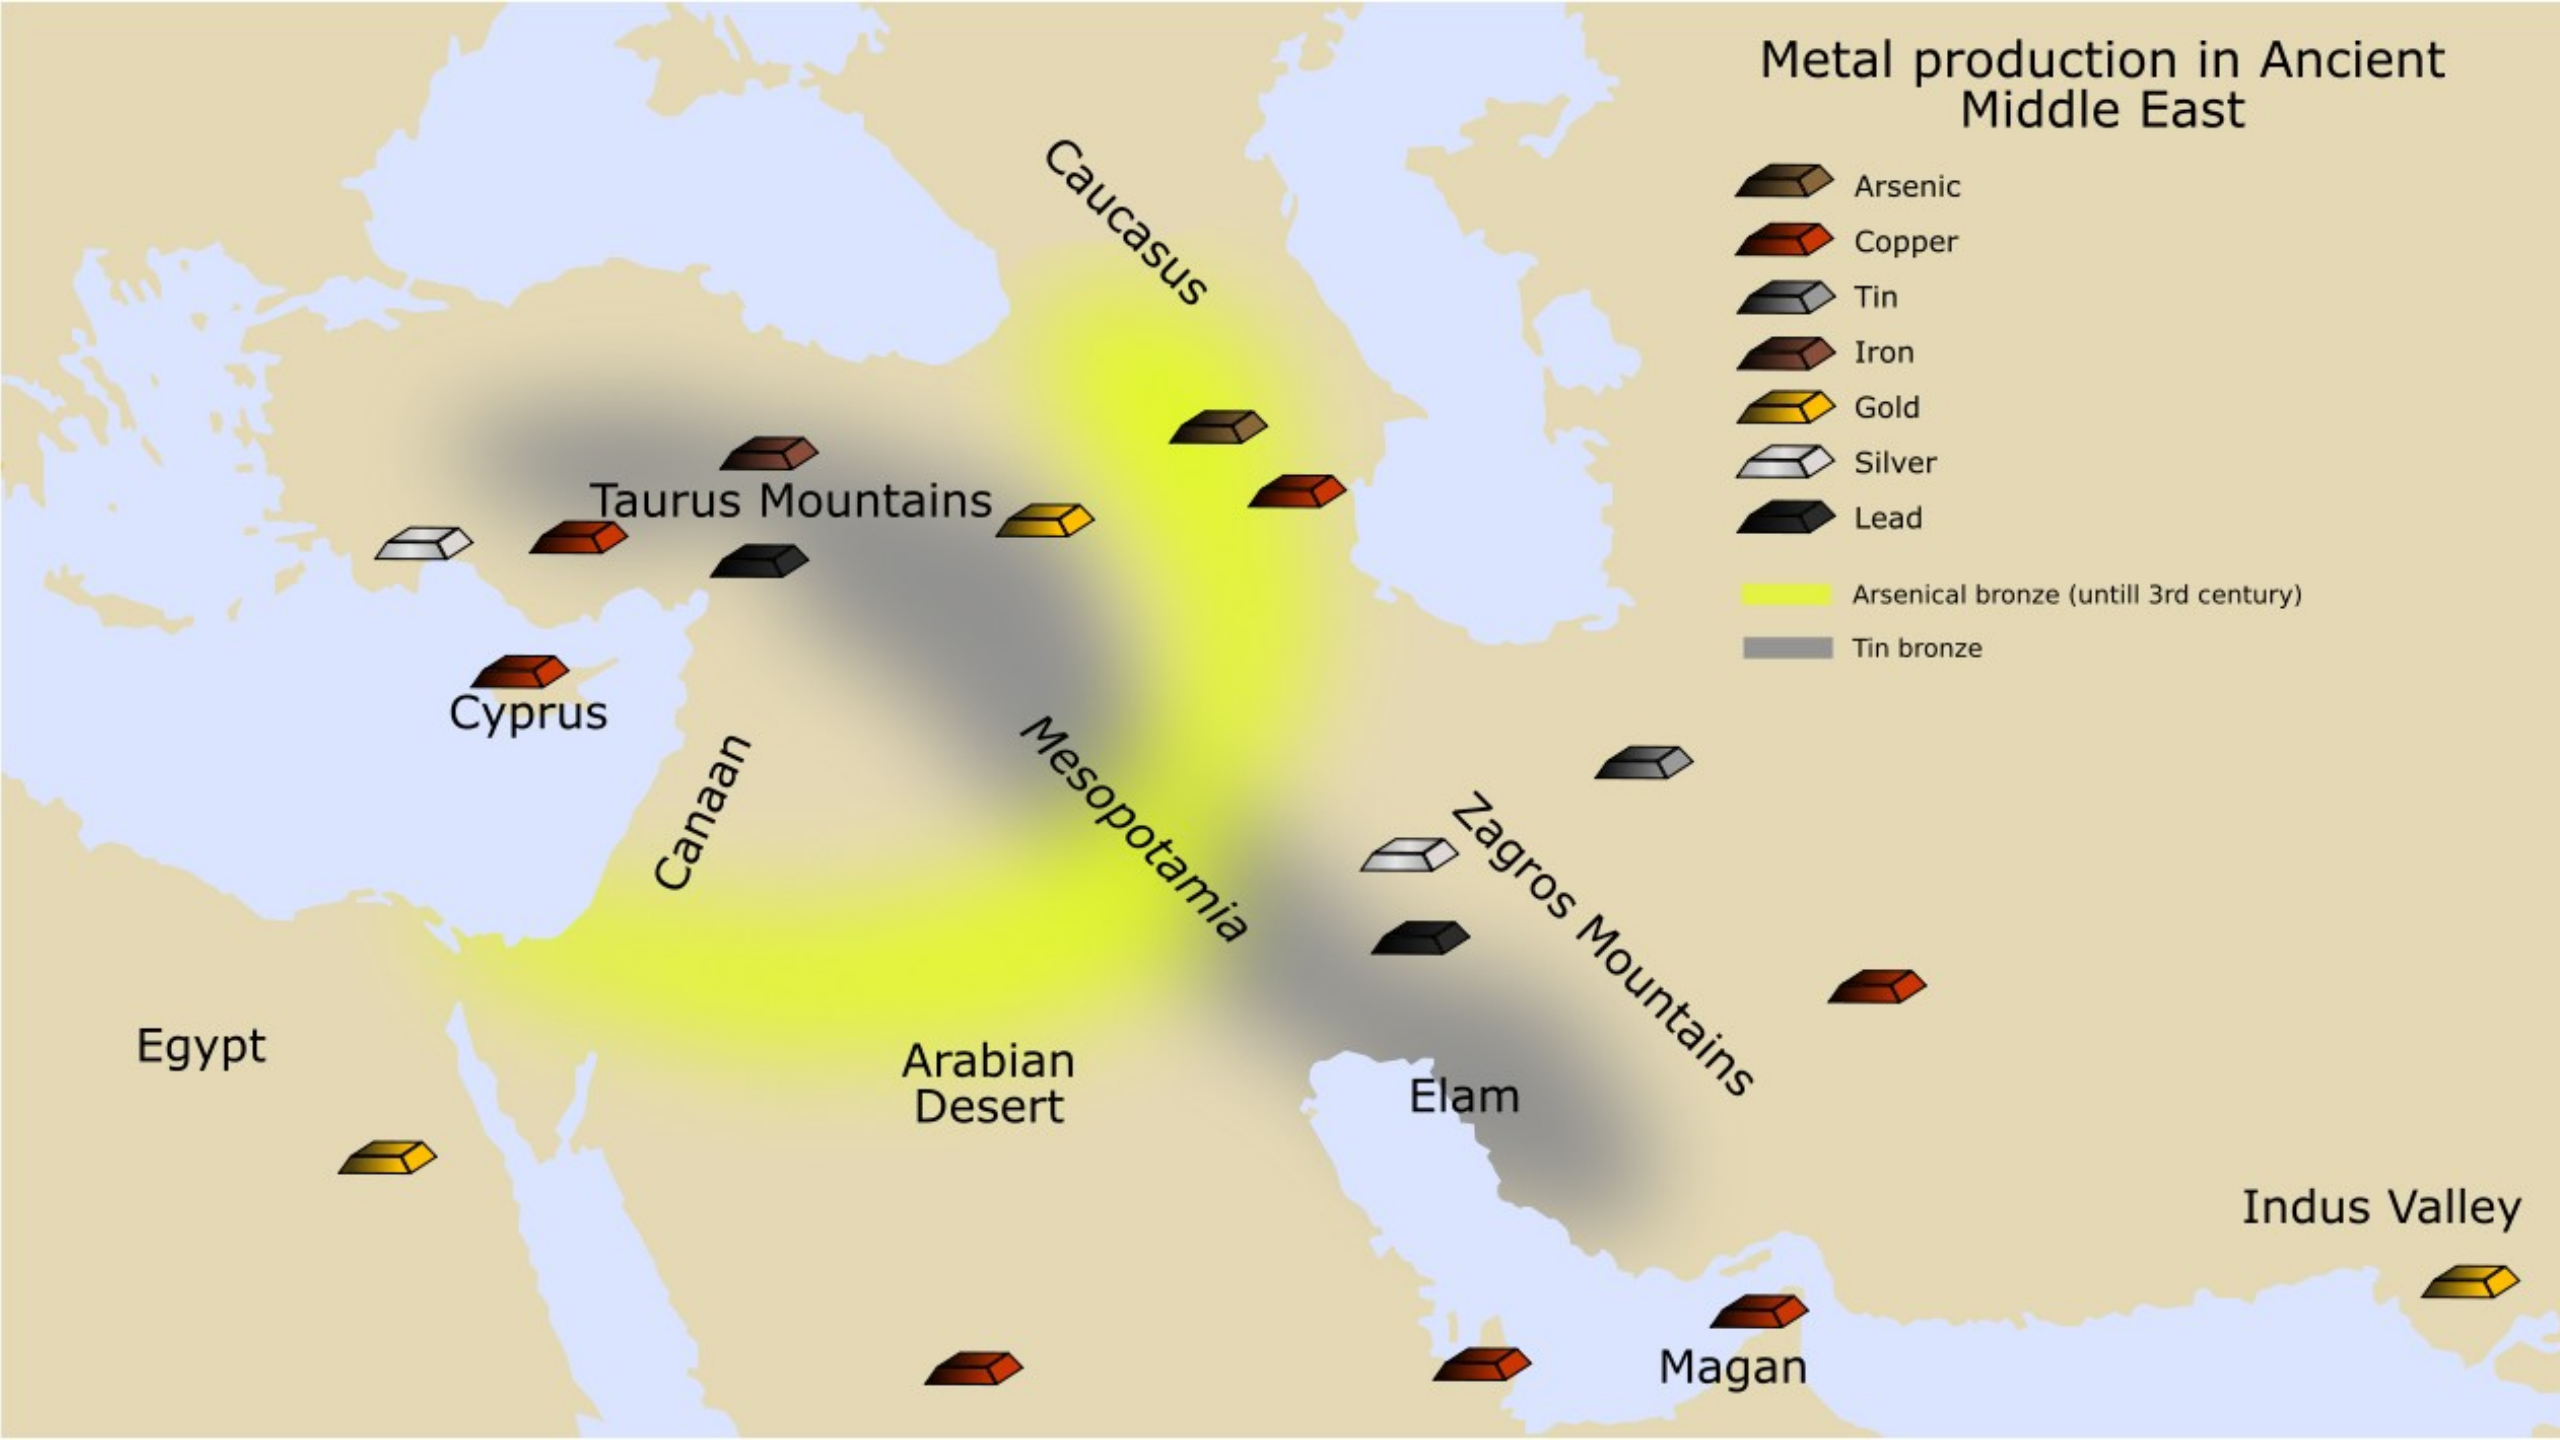 Metal production in Ancient
Middle East
Arsenic
Copper
Tin
Iron
Gold
Silver
Lead
Arsenical bronze (untill 3rd century)
Tin bronze
Caucasus
Taurus Mountains
Cyprus
Canaan
Mesopotamia
Zagros Mountains
Egypt
Arabian
Desert
Elam
Indus Valley
Magan